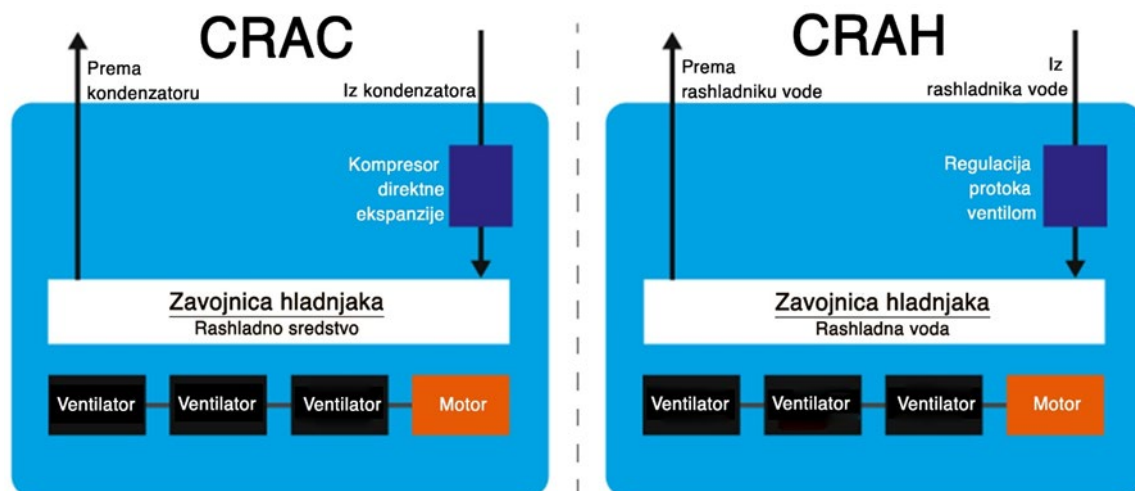 CRAC
Prema
kondenzatoru
Iz kondenzatora
Kompresor
direktne
ekspanzije
Zavojnica hladnjaka
Rashladno sredstvo
Ventilator
Ventilator
Ventilator
Motor
CRAH
Prema
rashladniku vode
Iz
rashladnika vode
Regulacija
protoka
ventilom
Zavojnica hladnjaka
Rashladna voda
Ventilator
Ventilator
Ventilator
Motor